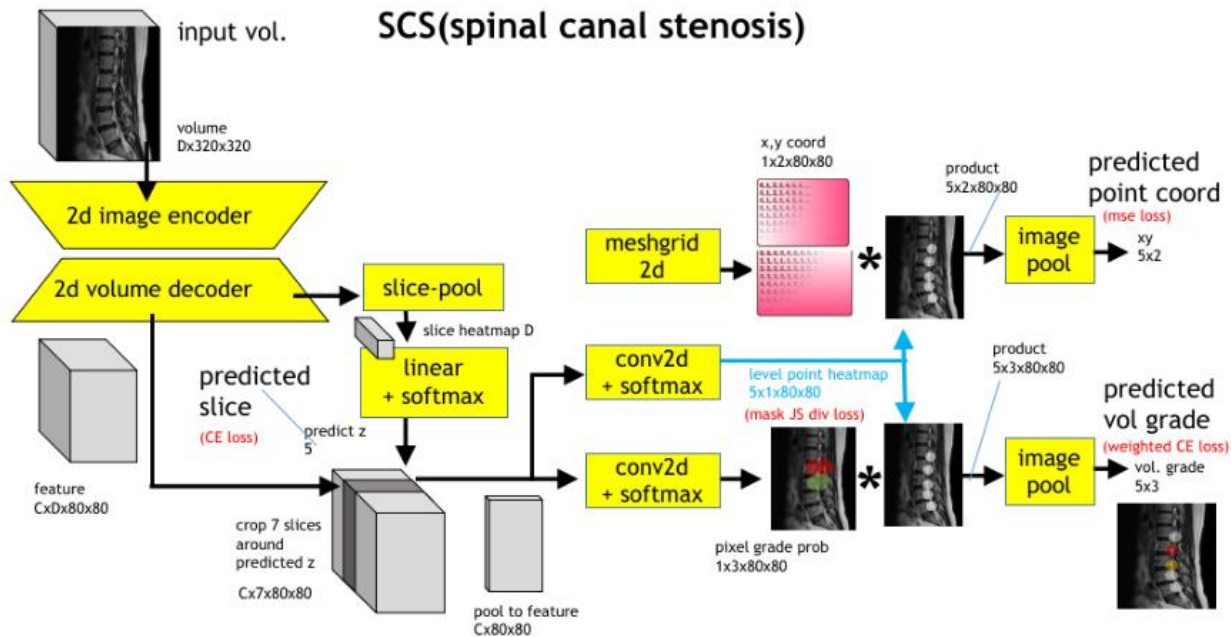 SCS(spinal canal stenosis)
input vol.
volume
Dx320x320
2d image encoder
2d volume decoder
slice-pool
slice heatmap D
linear
+ softmax
predicted
slice
(CE loss)
predict z
5
feature
CxDx80x80
crop 7 slices
around
predicted z
Cx7x80x80
pool to feature
Cx80x80
meshgrid
2d
x,y coord
1x2x80x80
*
product
5x2x80x80
image
pool
predicted
point coord
(mse loss)
xy
5x2
conv2d
+ softmax
level point heatmap
5x1x80x80
(mask JS div loss)
conv2d
+ softmax
pixel grade prob
1x3x80x80
*
product
5x3x80x80
image
pool
predicted
vol grade
(weighted CE loss)
vol. grade
5x3